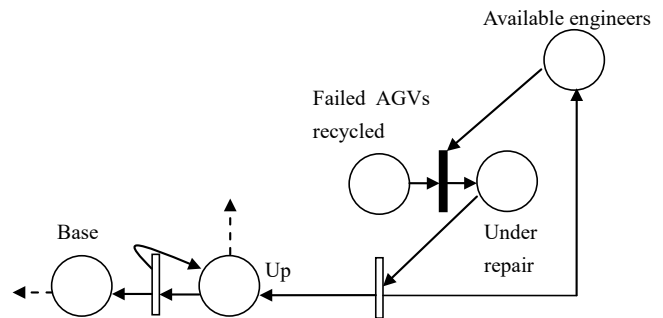 Available engineers
Failed AGVs
recycled
Base
Up
Under
repair